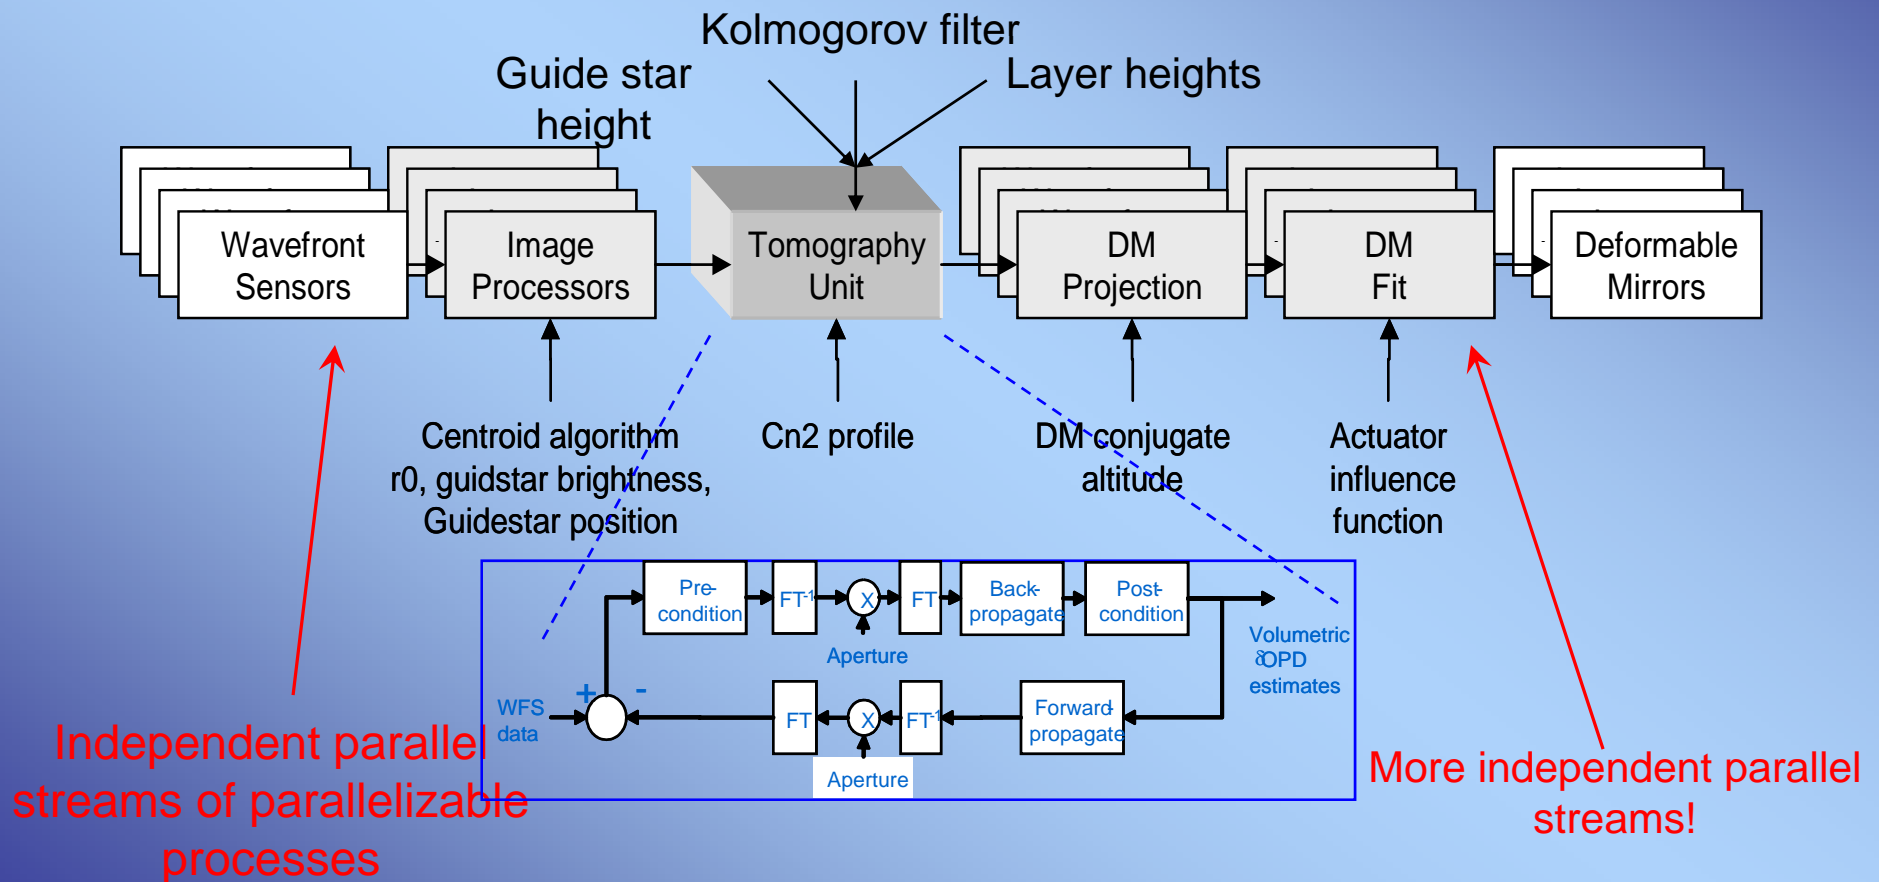 Kolmogorov filter
Guide star
height
Layer heights
Wavefront
Sensors
Image
Processors
Tomography
Unit
DM
Projection
DM
Fit
Deformable
Mirrors
Centroid algorithm
r0, guidstar brightness,
Guidestar position
Cn2 profile
DM conjugate
altitude
Actuator
influence
function
Pre-
condition
FT-1
X
FT
Back-
propagate
Post-
condition
Aperture
Volumetric
δOPD
estimates
+ -
WFS
data
FT
X
FT-1
Forward-
propagate
Aperture
Independent parallel
streams of parallelizable
processes
More independent parallel
streams!